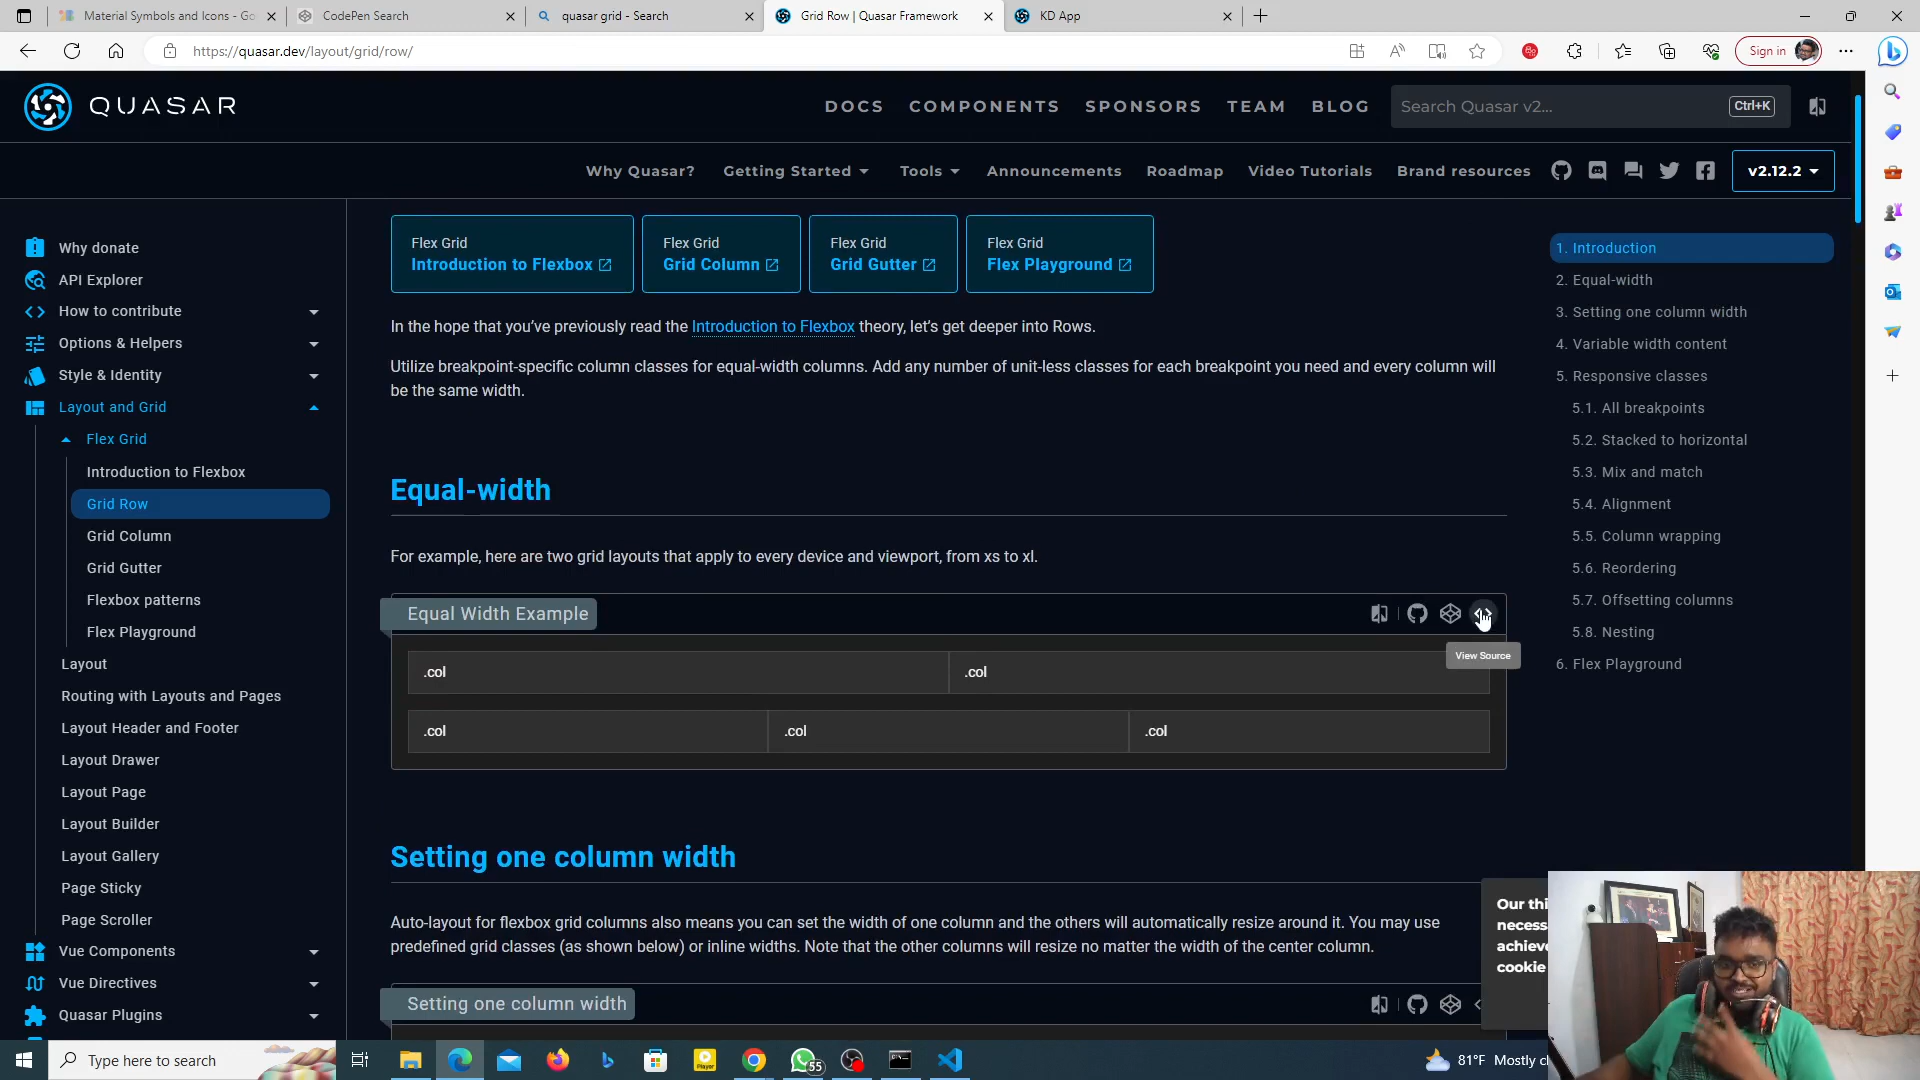 Material Symbols and Icons - Go
CodePen Search
quasar grid - Search
Grid Row | Quasar Framework
KD App
https://quasar.dev/layout/grid/row/
Sign in
QUASAR
DOCS
COMPONENTS
SPONSORS
TEAM
BLOG
Search Quasar v2...
Ctrl+K
Why Quasar?
Getting Started
Tools
Announcements
Roadmap
Video Tutorials
Brand resources
v2.12.2
Why donate
API Explorer
How to contribute
Options & Helpers
Style & Identity
Layout and Grid
Flex Grid
Introduction to Flexbox
Grid Row
Grid Column
Grid Gutter
Flexbox patterns
Flex Playground
Layout
Routing with Layouts and Pages
Layout Header and Footer
Layout Drawer
Layout Page
Layout Builder
Layout Gallery
Page Sticky
Page Scroller
Vue Components
Vue Directives
Quasar Plugins
Flex Grid
Introduction to Flexbox
Flex Grid
Grid Column
Flex Grid
Grid Gutter
Flex Grid
Flex Playground
In the hope that you’ve previously read the Introduction to Flexbox theory, let’s get deeper into Rows.
Utilize breakpoint-specific column classes for equal-width columns. Add any number of unit-less classes for each breakpoint you need and every column will
be the same width.
Equal-width
For example, here are two grid layouts that apply to every device and viewport, from xs to xl.
Equal Width Example
View Source
.col
.col
.col
.col
.col
Setting one column width
Auto-layout for flexbox grid columns also means you can set the width of one column and the others will automatically resize around it. You may use
predefined grid classes (as shown below) or inline widths. Note that the other columns will resize no matter the width of the center column.
Setting one column width
1. Introduction
2. Equal-width
3. Setting one column width
4. Variable width content
5. Responsive classes
5.1. All breakpoints
5.2. Stacked to horizontal
5.3. Mix and match
5.4. Alignment
5.5. Column wrapping
5.6. Reordering
5.7. Offsetting columns
5.8. Nesting
6. Flex Playground
Our thi
necess
achieve
cookie
Type here to search
Player
55
81°F Mostly cl